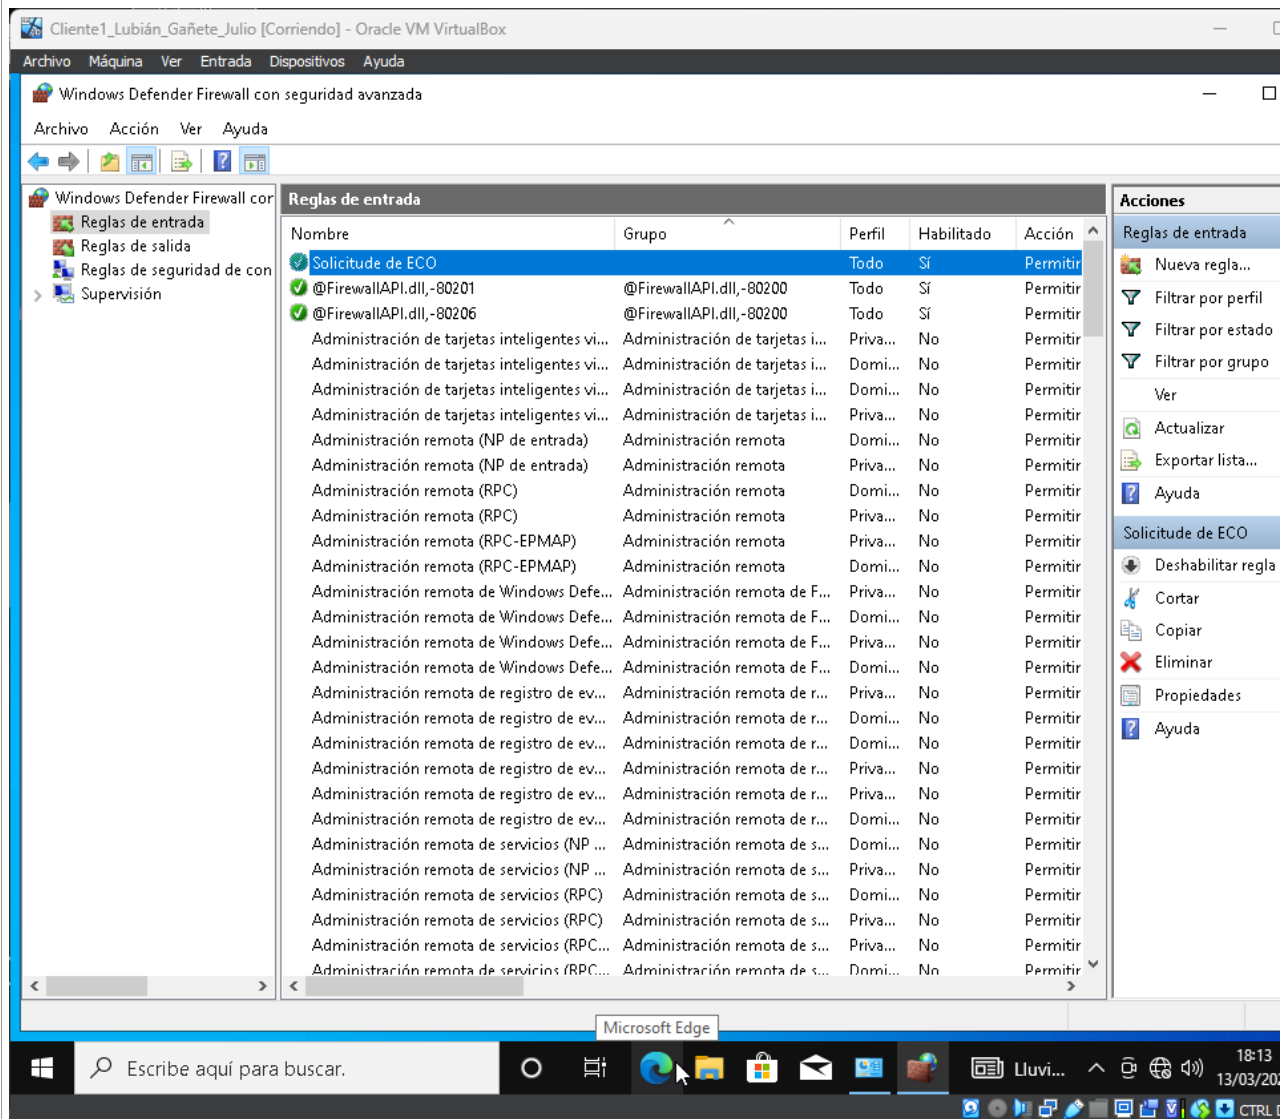 Cliente1_Lubián_Gañete_Julio [Corriendo] - Oracle VM VirtualBox
Archivo Máquina Ver Entrada Dispositivos Ayuda
Windows Defender Firewall con seguridad avanzada
Archivo Acción Ver Ayuda
Windows Defender Firewall cor
Reglas de entrada
Reglas de salida
Reglas de seguridad de con
Supervisión
Reglas de entrada
Nombre Grupo Perfil Habilitado Acción
Solicitude de ECO Todo Sí Permitir
@FirewallAPI.dll,-80201 @FirewallAPI.dll,-80200 Todo Sí Permitir
@FirewallAPI.dll,-80206 @FirewallAPI.dll,-80200 Todo Sí Permitir
Administración de tarjetas inteligentes vi... Administración de tarjetas i... Priva... No Permitir
Administración de tarjetas inteligentes vi... Administración de tarjetas i... Domi... No Permitir
Administración de tarjetas inteligentes vi... Administración de tarjetas i... Domi... No Permitir
Administración de tarjetas inteligentes vi... Administración de tarjetas i... Priva... No Permitir
Administración remota (NP de entrada) Administración remota Domi... No Permitir
Administración remota (NP de entrada) Administración remota Priva... No Permitir
Administración remota (RPC) Administración remota Domi... No Permitir
Administración remota (RPC) Administración remota Priva... No Permitir
Administración remota (RPC-EPMAP) Administración remota Priva... No Permitir
Administración remota (RPC-EPMAP) Administración remota Domi... No Permitir
Administración remota de Windows Defe... Administración remota de F... Priva... No Permitir
Administración remota de Windows Defe... Administración remota de F... Domi... No Permitir
Administración remota de Windows Defe... Administración remota de F... Priva... No Permitir
Administración remota de Windows Defe... Administración remota de F... Domi... No Permitir
Administración remota de registro de ev... Administración remota de r... Priva... No Permitir
Administración remota de registro de ev... Administración remota de r... Domi... No Permitir
Administración remota de registro de ev... Administración remota de r... Domi... No Permitir
Administración remota de registro de ev... Administración remota de r... Priva... No Permitir
Administración remota de registro de ev... Administración remota de r... Priva... No Permitir
Administración remota de registro de ev... Administración remota de r... Domi... No Permitir
Administración remota de servicios (NP ... Administración remota de s... Domi... No Permitir
Administración remota de servicios (NP ... Administración remota de s... Priva... No Permitir
Administración remota de servicios (RPC) Administración remota de s... Domi... No Permitir
Administración remota de servicios (RPC) Administración remota de s... Priva... No Permitir
Administración remota de servicios (RPC... Administración remota de s... Priva... No Permitir
Administración remota de servicios (RPC... Administración remota de s... Domi... No Permitir
Acciones
Reglas de entrada
Nueva regla...
Filtrar por perfil
Filtrar por estado
Filtrar por grupo
Ver
Actualizar
Exportar lista...
Ayuda
Solicitude de ECO
Deshabilitar regla
Cortar
Copiar
Eliminar
Propiedades
Ayuda
Microsoft Edge
Escribe aquí para buscar.
Lluvi...
18:13
13/03/202
CTRL D